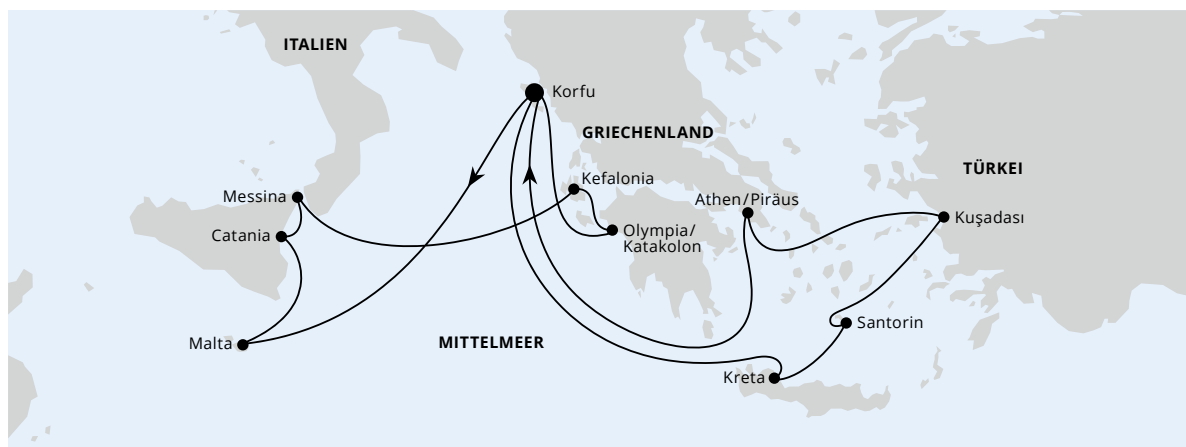 ITALIEN
Korfu
GRIECHENLAND
TÜRKEI
Kefalonia
Messina
Athen/Piräus
Kuşadası
Catania
Olympia/
Katakolon
Santorin
Malta
MITTELMEER
Kreta